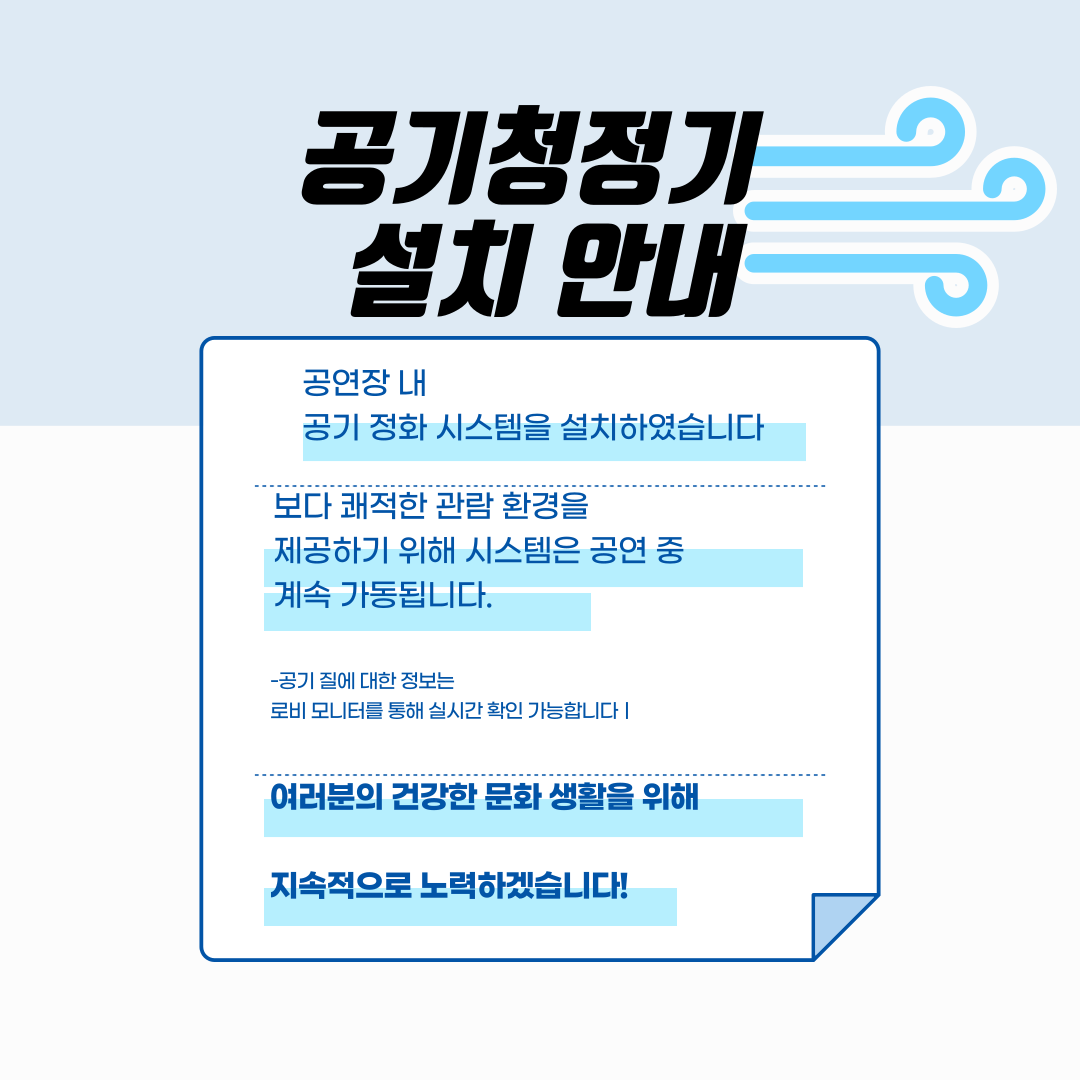 공기청정기
설치 안내
공연장 내
공기 정화 시스템을 설치하였습니다
보다 쾌적한 관람 환경을
제공하기 위해 시스템은 공연 중
계속 가동됩니다.
-공기 질에 대한 정보는
로비 모니터를 통해 실시간 확인 가능합니다ㅣ
여러분의 건강한 문화 생활을 위해
지속적으로 노력하겠습니다!